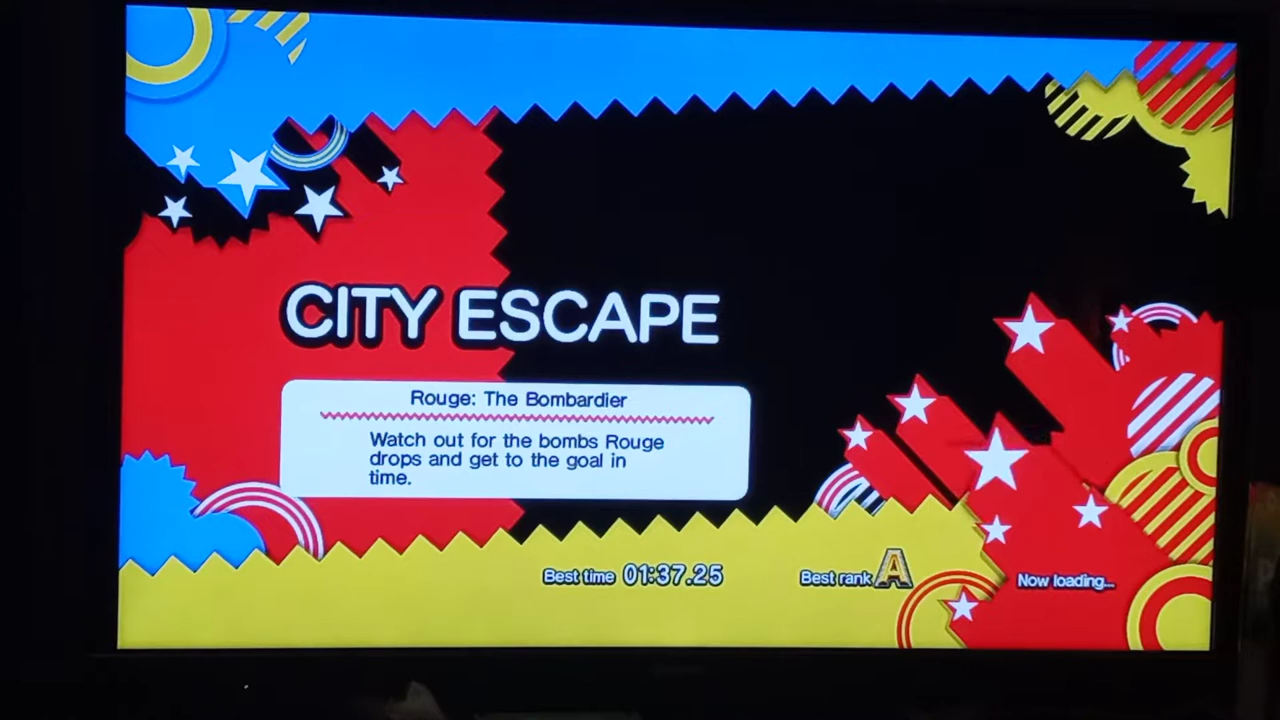 CITY ESCAPE
Rouge: The Bombardier
Watch out for the bombs Rouge
drops and get to the goal in
time.
Best time 01:37.25
Best rank A
Now loading...